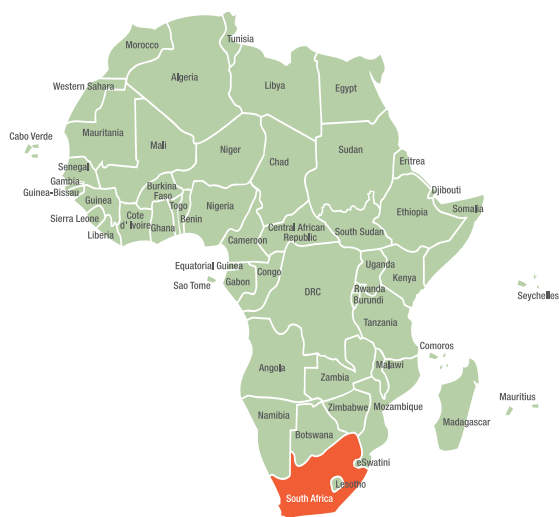 Tunisia
Morocco
Algeria
Libya
Egypt
Western Sahara
Mauritania
Mali
Niger
Chad
Sudan
Eritrea
Cabo Verde
Senegal
Gambia
Guinea-Bissau
Guinea
Sierra Leone
Liberia
Cote
d' Ivoire
Burkina
Faso
Ghana
Togo
Benin
Nigeria
Cameroon
Central African
Republic
South Sudan
Ethiopia
Djibouti
Somalia
Equatorial Guinea
Sao Tome
Gabon
Congo
DRC
Uganda
Kenya
Rwanda
Burundi
Tanzania
Seychelles
Comoros
Angola
Zambia
Malawi
Mozambique
Zimbabwe
Madagascar
Mauritius
Namibia
Botswana
eSwatini
Lesotho
South Africa